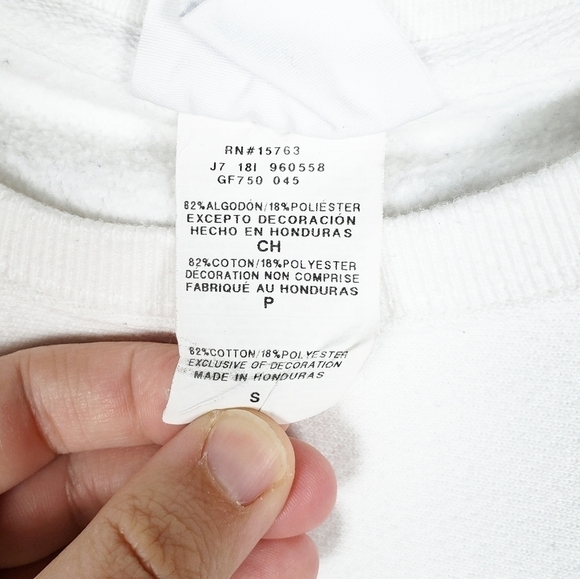 RN#15763
J7 18I 960558
GF750 045
82%ALGODÓN/18%POLIÉSTER
EXCEPTO DECORACIÓN
HECHO EN HONDURAS
CH
82%COTON/18%POLYESTER
DÉCORATION NON COMPRISE
FABRIQUÉ AU HONDURAS
P
82%COTTON/18%POLYESTER
EXCLUSIVE OF DECORATION
MADE IN HONDURAS
S